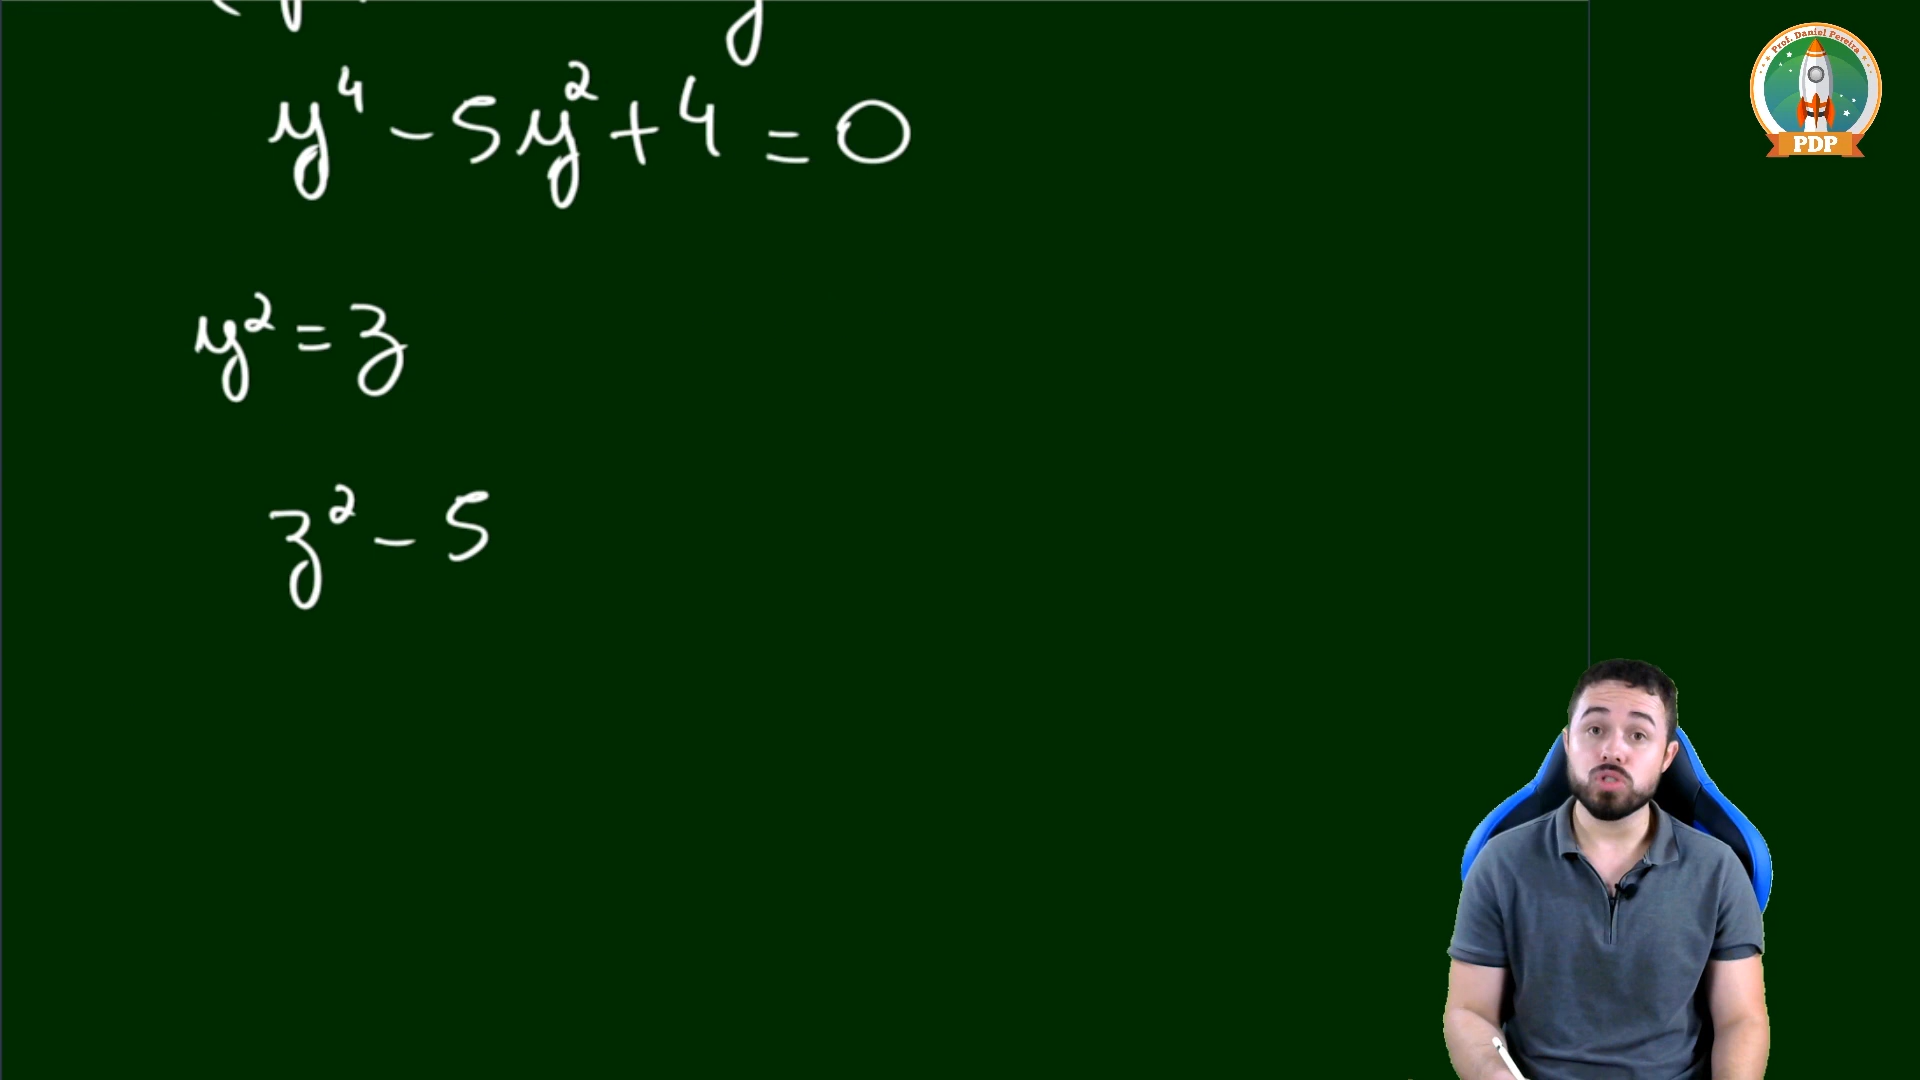 y⁴ - 5y² + 4 = 0
y² = z
z² - 5
Prof. Daniel Pereira
PDP